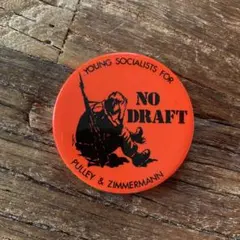 YOUNG SOCIALISTS FOR
NO
DRAFT
PULLEY & ZIMMERMANN